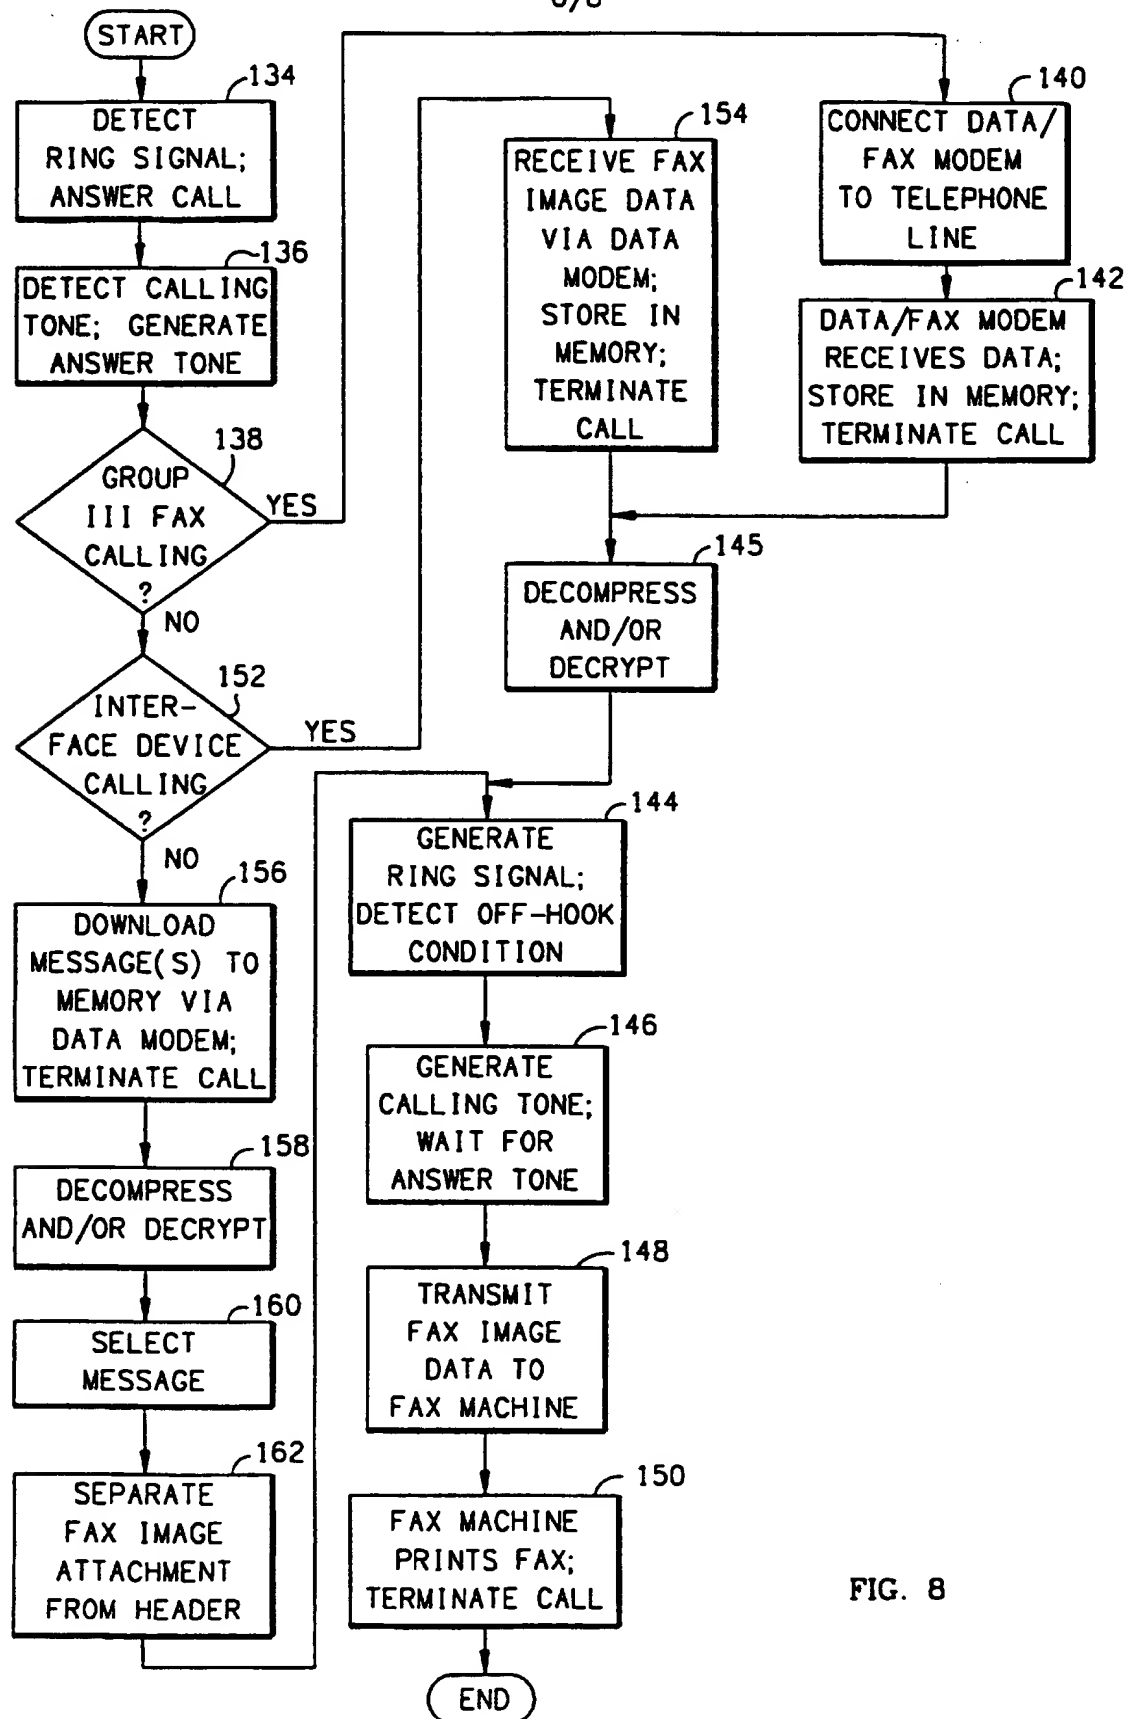 START
134
DETECT
RING SIGNAL;
ANSWER CALL
136
DETECT CALLING
TONE; GENERATE
ANSWER TONE
138
GROUP
III FAX
CALLING
?
YES
NO
152
INTER-
FACE DEVICE
CALLING
?
YES
NO
156
DOWNLOAD
MESSAGE(S) TO
MEMORY VIA
DATA MODEM;
TERMINATE CALL
158
DECOMPRESS
AND/OR DECRYPT
160
SELECT
MESSAGE
162
SEPARATE
FAX IMAGE
ATTACHMENT
FROM HEADER
154
RECEIVE FAX
IMAGE DATA
VIA DATA
MODEM;
STORE IN
MEMORY;
TERMINATE
CALL
140
CONNECT DATA/
FAX MODEM
TO TELEPHONE
LINE
142
DATA/FAX MODEM
RECEIVES DATA;
STORE IN MEMORY;
TERMINATE CALL
145
DECOMPRESS
AND/OR
DECRYPT
144
GENERATE
RING SIGNAL;
DETECT OFF-HOOK
CONDITION
146
GENERATE
CALLING TONE;
WAIT FOR
ANSWER TONE
148
TRANSMIT
FAX IMAGE
DATA TO
FAX MACHINE
150
FAX MACHINE
PRINTS FAX;
TERMINATE CALL
END
FIG. 8